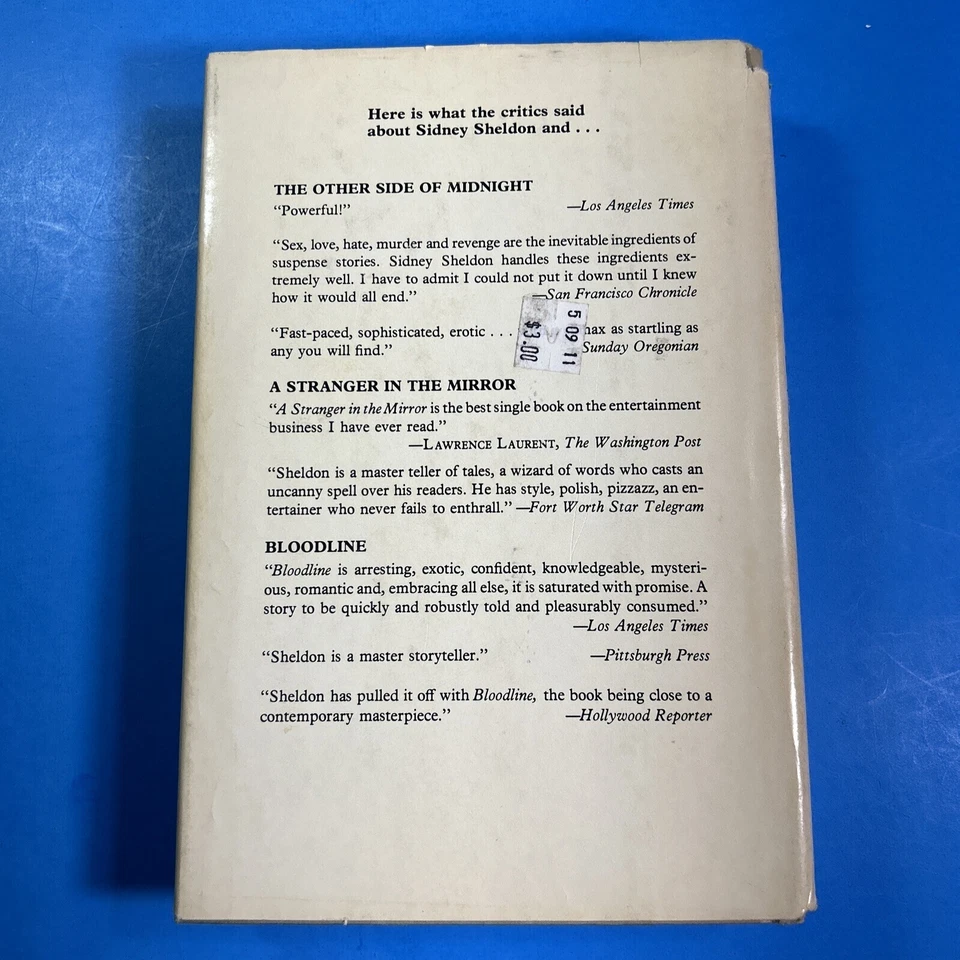 Here is what the critics said
about Sidney Sheldon and . . .
THE OTHER SIDE OF MIDNIGHT
“Powerful!” —Los Angeles Times
“Sex, love, hate, murder and revenge are the inevitable ingredients of
suspense stories. Sidney Sheldon handles these ingredients ex-
tremely well. I have to admit I could not put it down until I knew
how it would all end.” —San Francisco Chronicle
“Fast-paced, sophisticated, erotic . . . as startling as
any you will find.” Sunday Oregonian
5 09 11
$3.00
A STRANGER IN THE MIRROR
“A Stranger in the Mirror is the best single book on the entertainment
business I have ever read.”
—LAWRENCE LAURENT, The Washington Post
“Sheldon is a master teller of tales, a wizard of words who casts an
uncanny spell over his readers. He has style, polish, pizzazz, an en-
tertainer who never fails to enthrall.” —Fort Worth Star Telegram
BLOODLINE
“Bloodline is arresting, exotic, confident, knowledgeable, mysteri-
ous, romantic and, embracing all else, it is saturated with promise. A
story to be quickly and robustly told and pleasurably consumed.”
—Los Angeles Times
“Sheldon is a master storyteller.” —Pittsburgh Press
“Sheldon has pulled it off with Bloodline, the book being close to a
contemporary masterpiece.” —Hollywood Reporter